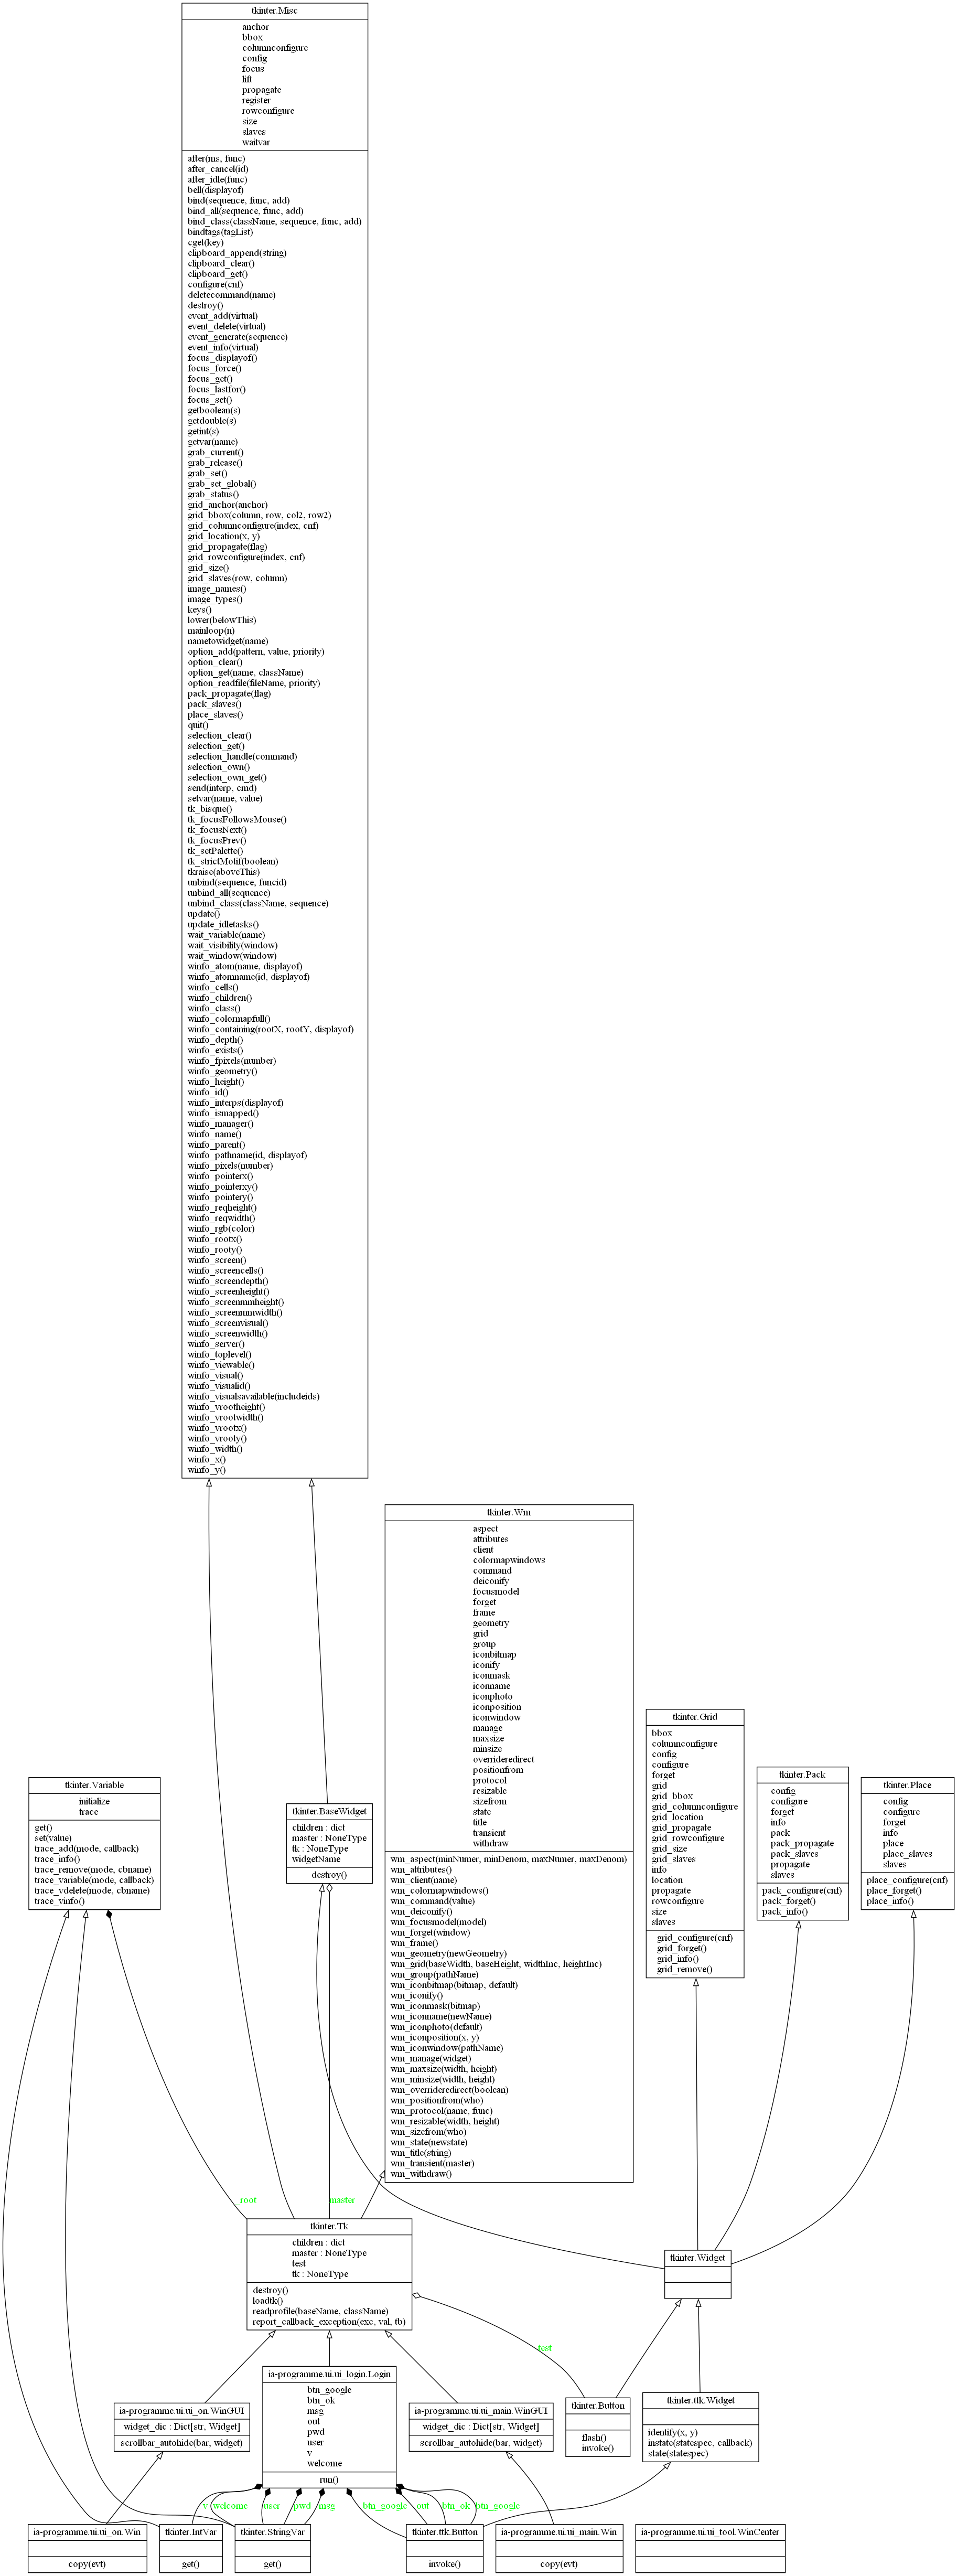 tkinter.Misc
anchor
bbox
columnconfigure
config
focus
lift
propagate
register
rowconfigure
size
slaves
waitvar
after(ms, func)
after_cancel(id)
after_idle(func)
bell(displayof)
bind(sequence, func, add)
bind_all(sequence, func, add)
bind_class(className, sequence, func, add)
bindtags(tagList)
cget(key)
clipboard_append(string)
clipboard_clear()
clipboard_get()
configure(cnf)
deletecommand(name)
destroy()
event_add(virtual)
event_delete(virtual)
event_generate(sequence)
event_info(virtual)
focus_displayof()
focus_force()
focus_get()
focus_lastfor()
focus_set()
getboolean(s)
getdouble(s)
getint(s)
getvar(name)
grab_current()
grab_release()
grab_set()
grab_set_global()
grab_status()
grid_anchor(anchor)
grid_bbox(column, row, col2, row2)
grid_columnconfigure(index, cnf)
grid_location(x, y)
grid_propagate(flag)
grid_rowconfigure(index, cnf)
grid_size()
grid_slaves(row, column)
image_names()
image_types()
keys()
lower(belowThis)
mainloop(n)
nametowidget(name)
option_add(pattern, value, priority)
option_clear()
option_get(name, className)
option_readfile(fileName, priority)
pack_propagate(flag)
pack_slaves()
place_slaves()
quit()
selection_clear()
selection_get()
selection_handle(command)
selection_own()
selection_own_get()
send(interp, cmd)
setvar(name, value)
tk_bisque()
tk_focusFollowsMouse()
tk_focusNext()
tk_focusPrev()
tk_setPalette()
tk_strictMotif(boolean)
tkraise(aboveThis)
unbind(sequence, funcid)
unbind_all(sequence)
unbind_class(className, sequence)
update()
update_idletasks()
wait_variable(name)
wait_visibility(window)
wait_window(window)
winfo_atom(name, displayof)
winfo_atomname(id, displayof)
winfo_cells()
winfo_children()
winfo_class()
winfo_colormapfull()
winfo_containing(rootX, rootY, displayof)
winfo_depth()
winfo_exists()
winfo_fpixels(number)
winfo_geometry()
winfo_height()
winfo_id()
winfo_interps(displayof)
winfo_ismapped()
winfo_manager()
winfo_name()
winfo_parent()
winfo_pathname(id, displayof)
winfo_pixels(number)
winfo_pointerx()
winfo_pointerxy()
winfo_pointery()
winfo_reqheight()
winfo_reqwidth()
winfo_rgb(color)
winfo_rootx()
winfo_rooty()
winfo_screen()
winfo_screencells()
winfo_screendepth()
winfo_screenheight()
winfo_screenmmheight()
winfo_screenmmwidth()
winfo_screenvisual()
winfo_screenwidth()
winfo_server()
winfo_toplevel()
winfo_viewable()
winfo_visual()
winfo_visualid()
winfo_visualsavailable(includeids)
winfo_vrootheight()
winfo_vrootwidth()
winfo_vrootx()
winfo_vrooty()
winfo_width()
winfo_x()
winfo_y()
tkinter.Wm
aspect
attributes
client
colormapwindows
command
deiconify
focusmodel
forget
frame
geometry
grid
group
iconbitmap
iconify
iconmask
iconname
iconphoto
iconposition
iconwindow
manage
maxsize
minsize
overrideredirect
positionfrom
protocol
resizable
sizefrom
state
title
transient
withdraw
wm_aspect(minNumer, minDenom, maxNumer, maxDenom)
wm_attributes()
wm_client(name)
wm_colormapwindows()
wm_command(value)
wm_deiconify()
wm_focusmodel(model)
wm_forget(window)
wm_frame()
wm_geometry(newGeometry)
wm_grid(baseWidth, baseHeight, widthInc, heightInc)
wm_group(pathName)
wm_iconbitmap(bitmap, default)
wm_iconify()
wm_iconmask(bitmap)
wm_iconname(newName)
wm_iconphoto(default)
wm_iconposition(x, y)
wm_iconwindow(pathName)
wm_manage(widget)
wm_maxsize(width, height)
wm_minsize(width, height)
wm_overrideredirect(boolean)
wm_positionfrom(who)
wm_protocol(name, func)
wm_resizable(width, height)
wm_sizefrom(who)
wm_state(newstate)
wm_title(string)
wm_transient(master)
wm_withdraw()
tkinter.Grid
bbox
columnconfigure
config
configure
forget
grid
grid_bbox
grid_columnconfigure
grid_location
grid_propagate
grid_rowconfigure
grid_size
grid_slaves
info
location
propagate
rowconfigure
size
slaves
grid_configure(cnf)
grid_forget()
grid_info()
grid_remove()
tkinter.Pack
config
configure
forget
info
pack
pack_propagate
pack_slaves
propagate
slaves
pack_configure(cnf)
pack_forget()
pack_info()
tkinter.Place
config
configure
forget
info
place
place_slaves
slaves
place_configure(cnf)
place_forget()
place_info()
tkinter.Variable
initialize
trace
get()
set(value)
trace_add(mode, callback)
trace_info()
trace_remove(mode, cbname)
trace_variable(mode, callback)
trace_vdelete(mode, cbname)
trace_vinfo()
tkinter.BaseWidget
children : dict
master : NoneType
tk : NoneType
widgetName
destroy()
_root
master
tkinter.Tk
children : dict
master : NoneType
test
tk : NoneType
destroy()
loadtk()
readprofile(baseName, className)
report_callback_exception(exc, val, tb)
tkinter.Widget
test
ia-programme.ui.ui_on.WinGUI
widget_dic : Dict[str, Widget]
scrollbar_autohide(bar, widget)
ia-programme.ui.ui_login.Login
btn_google
btn_ok
msg
out
pwd
user
v
welcome
run()
ia-programme.ui.ui_main.WinGUI
widget_dic : Dict[str, Widget]
scrollbar_autohide(bar, widget)
tkinter.Button
flash()
invoke()
tkinter.ttk.Widget
identify(x, y)
instate(statespec, callback)
state(statespec)
v
welcome
user
pwd
msg
btn_google
out
btn_ok
btn_google
ia-programme.ui.ui_on.Win
copy(evt)
tkinter.IntVar
get()
tkinter.StringVar
get()
tkinter.ttk.Button
invoke()
ia-programme.ui.ui_main.Win
copy(evt)
ia-programme.ui.ui_tool.WinCenter